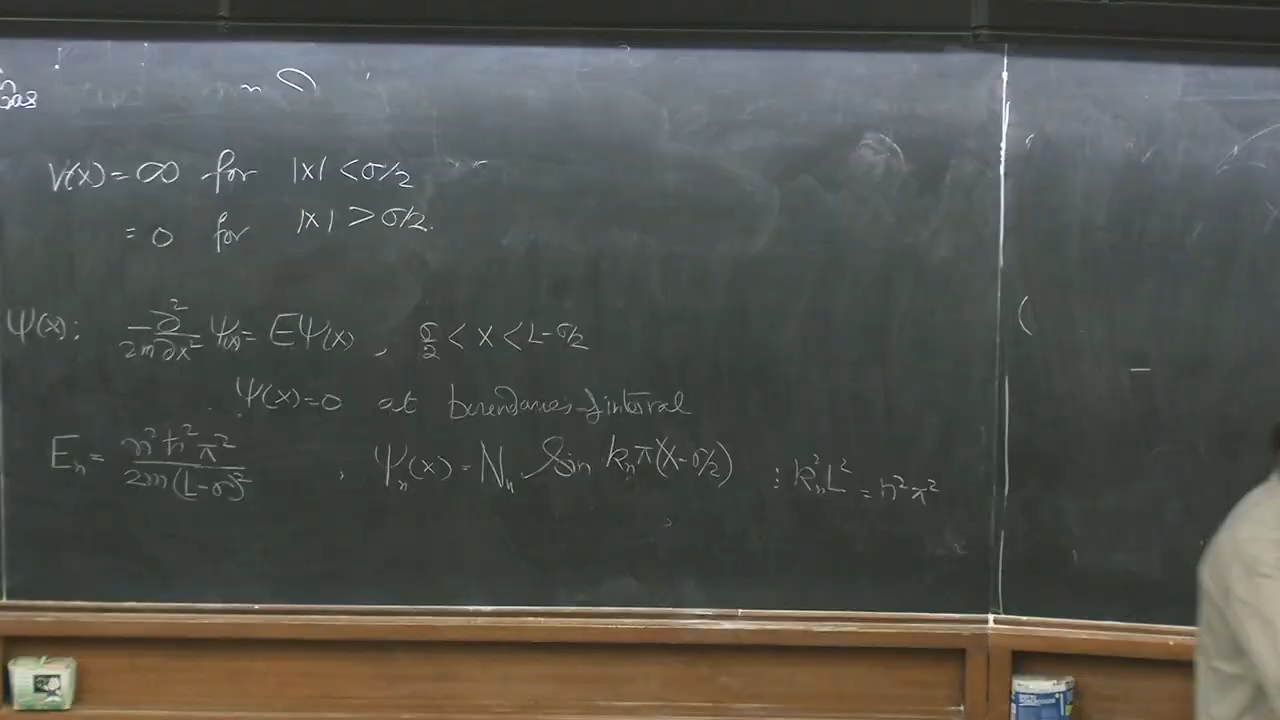 Gas
V(x) = ∞ for |x| < σ/2
= 0 for |x| > σ/2.
Ψ(x): -∂²/2m∂x² Ψ(x) = EΨ(x), σ/2 < x < L-σ/2
Ψ(x)=0 at boundaries of interval
Eₙ = n²ħ²π²/2m(L-σ)² , Ψₙ(x) = Nₙ Sin kₙπ(x-σ/2) : kₙ²L² = n²π²
(